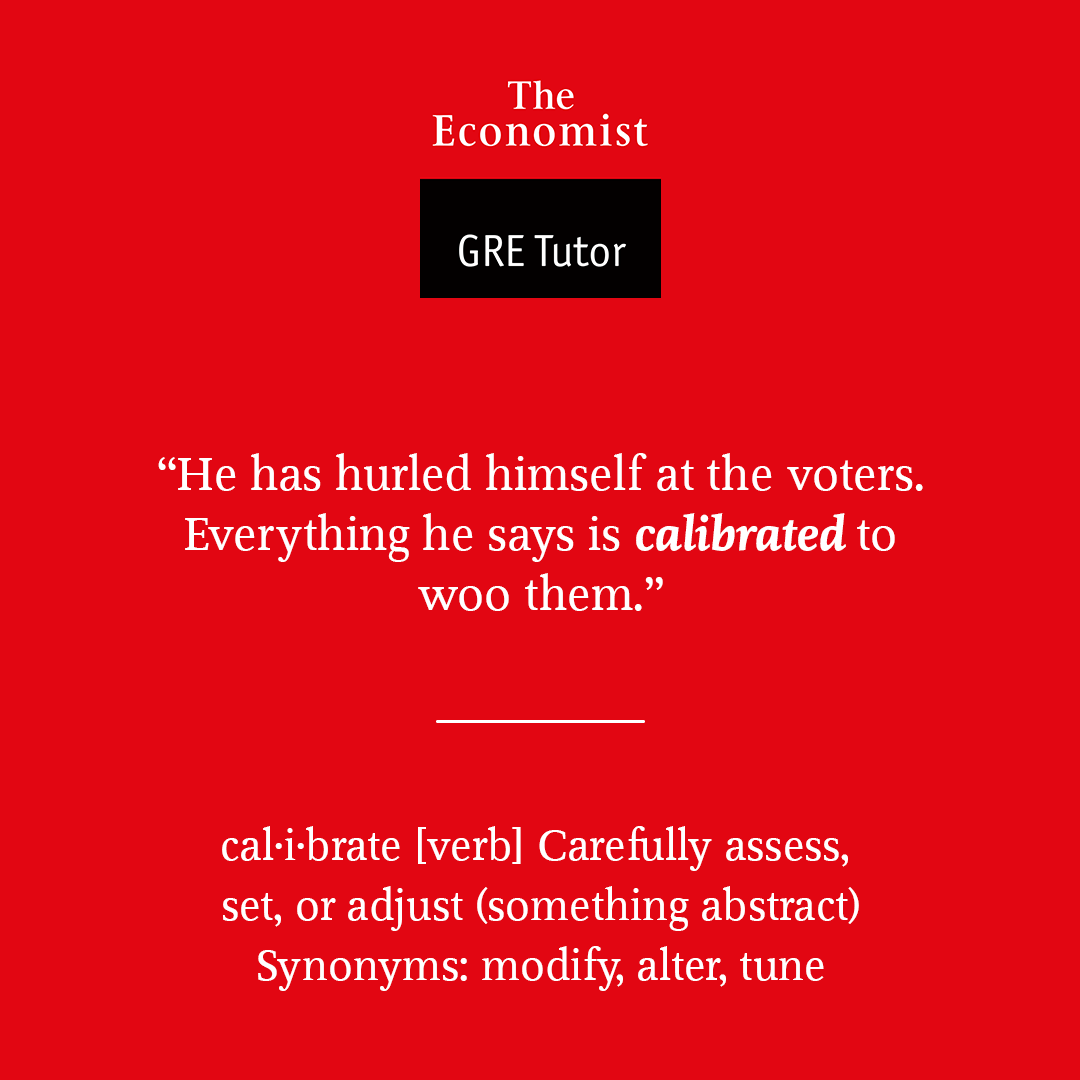 The
Economist
GRE Tutor
“He has hurled himself at the voters.
Everything he says is calibrated to
woo them.”
cal·i·brate [verb] Carefully assess,
set, or adjust (something abstract)
Synonyms: modify, alter, tune